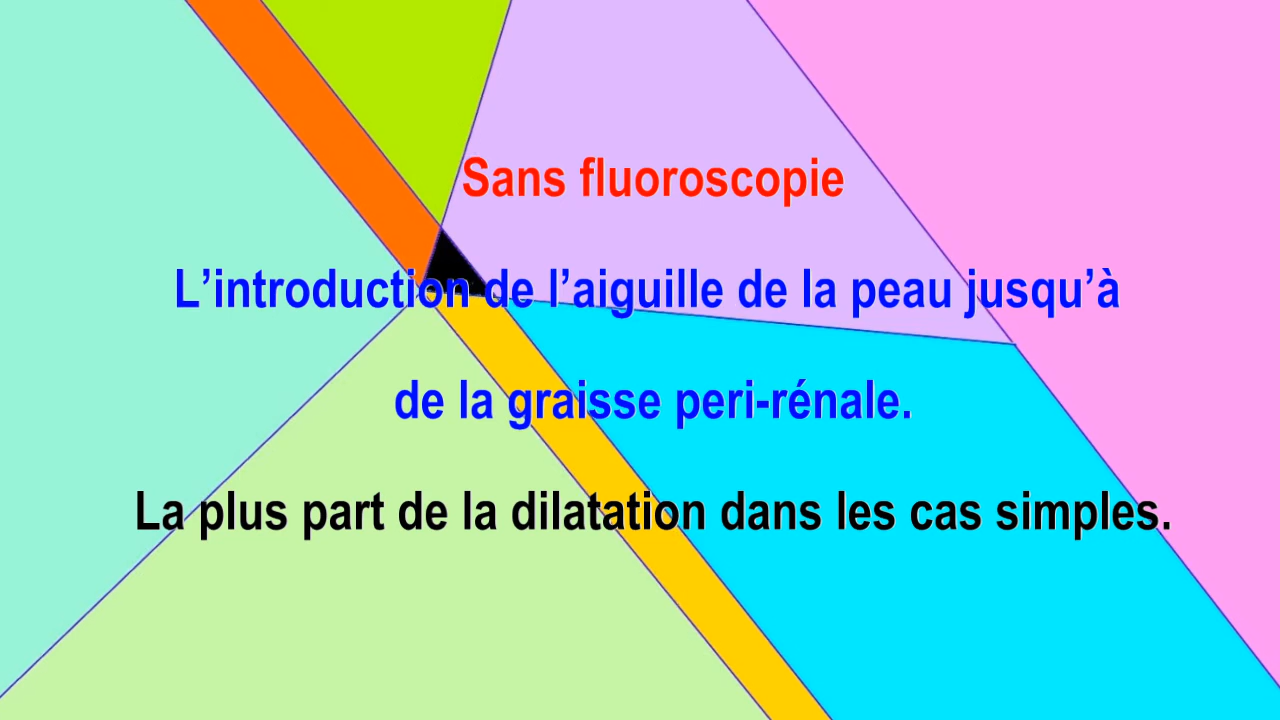 Sans fluoroscopie
L’introduction de l’aiguille de la peau jusqu’à
de la graisse peri-rénale.
La plus part de la dilatation dans les cas simples.